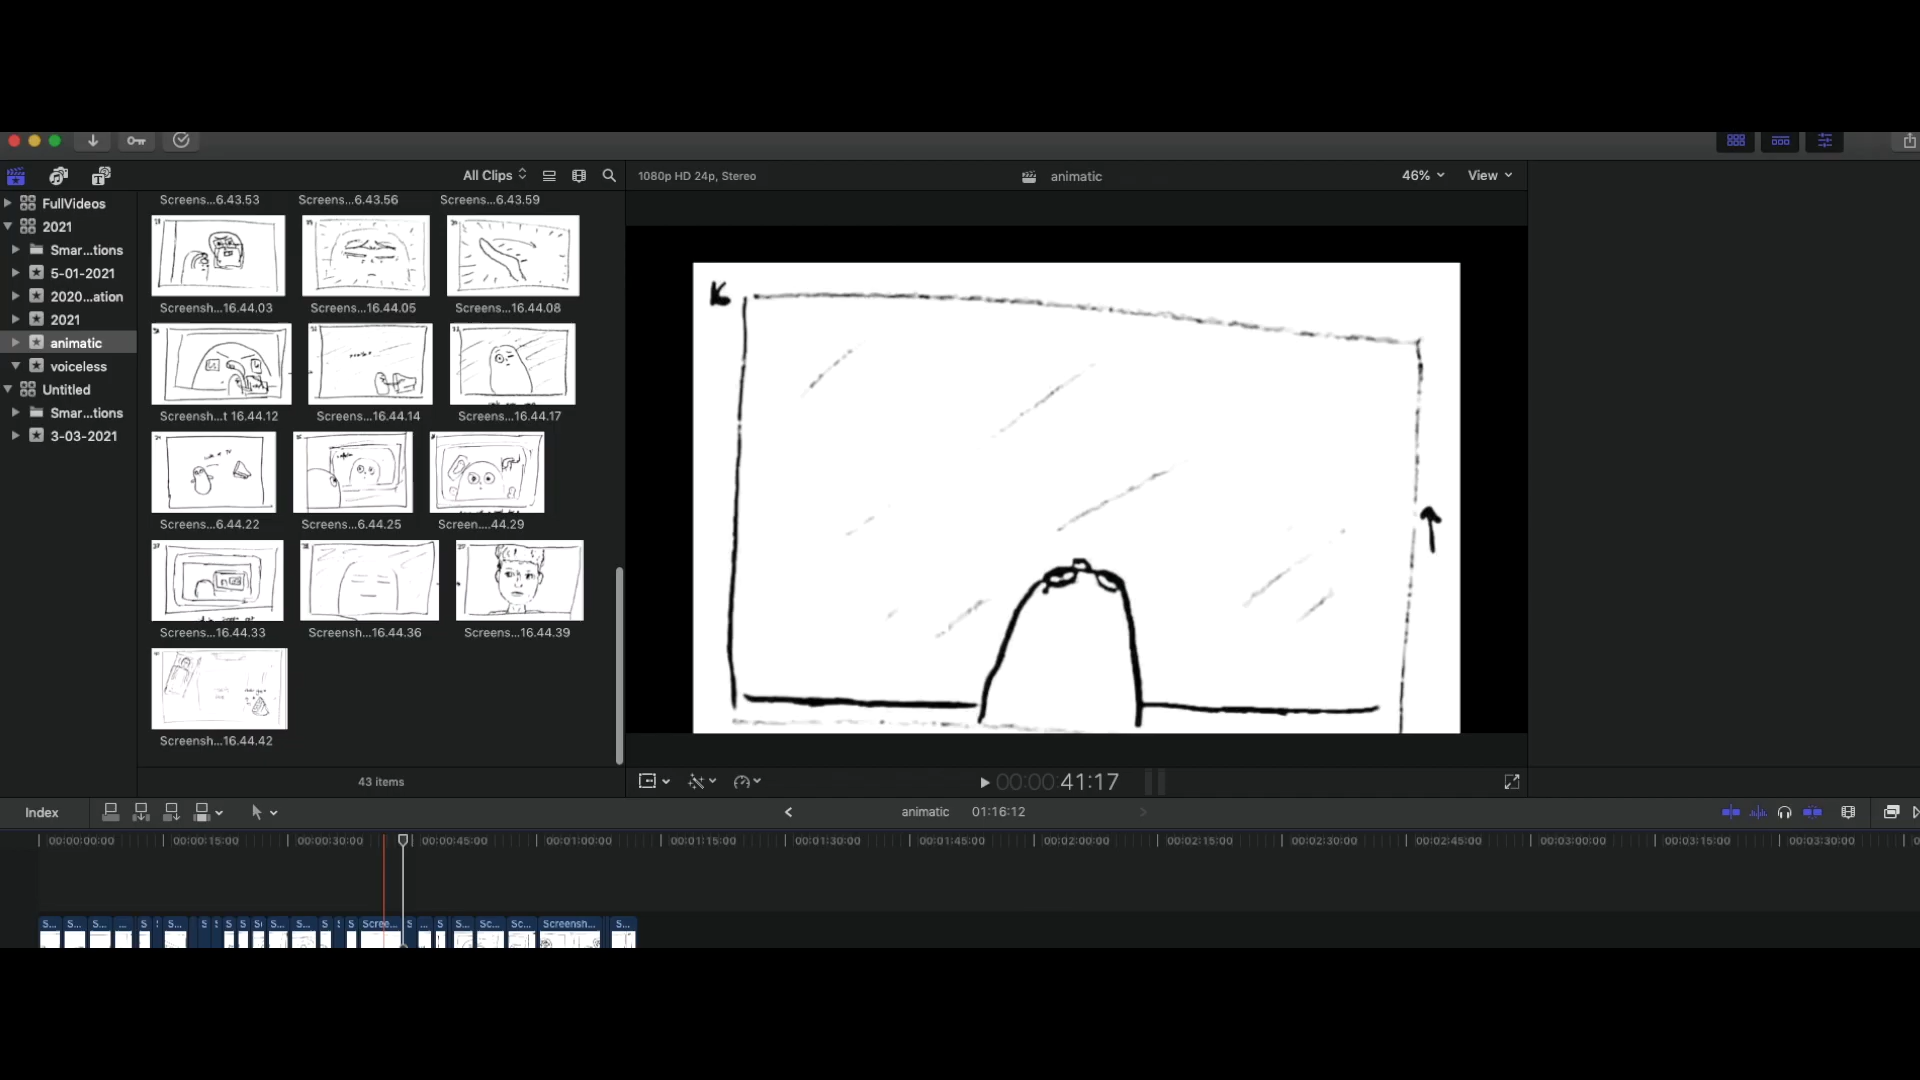 All Clips
1080p HD 24p, Stereo
animatic
46%
View
FullVideos
2021
Smar...tions
5-01-2021
2020...ation
2021
animatic
voiceless
Untitled
Smar...tions
3-03-2021
Screens...6.43.53
Screens...6.43.56
Screens...6.43.59
Screensh...16.44.03
Screens...16.44.05
Screens...16.44.08
Screensh...t 16.44.12
Screens...16.44.14
Screens...16.44.17
Screens...6.44.22
Screens...6.44.25
Screen....44.29
Screens...16.44.33
Screensh...16.44.36
Screens...16.44.39
Screensh...16.44.42
43 items
00:00:41:17
Index
animatic
01:16:12
00:00:00:00
00:00:15:00
00:00:30:00
00:00:45:00
00:01:00:00
00:01:15:00
00:01:30:00
00:01:45:00
00:02:00:00
00:02:15:00
00:02:30:00
00:02:45:00
00:03:00:00
00:03:15:00
00:03:30:00
S... S... S... ... S S... S S S S S... S... S S Scree... S ... S S... Sc... Sc... Screensh... S...